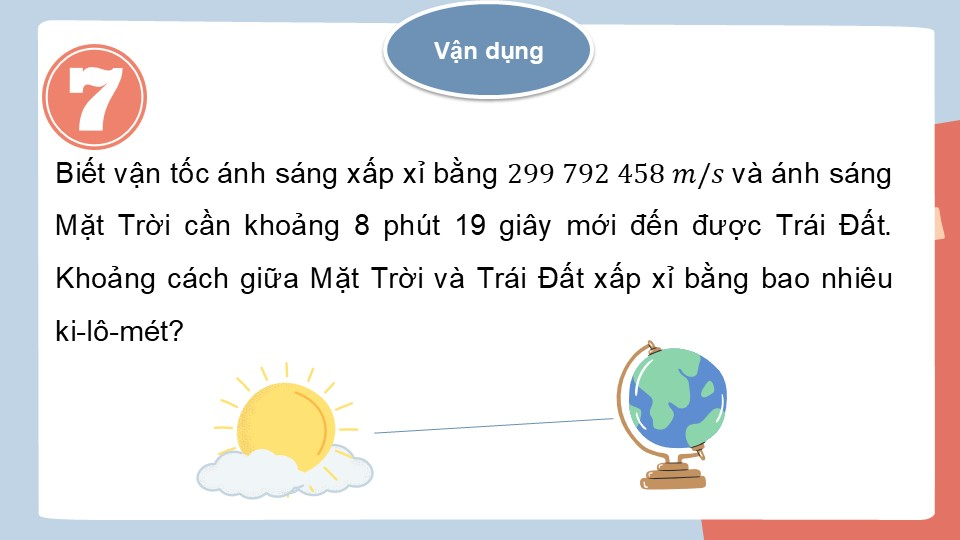 Vận dụng
7
Biết vận tốc ánh sáng xấp xỉ bằng 299 792 458 m/s và ánh sáng
Mặt Trời cần khoảng 8 phút 19 giây mới đến được Trái Đất.
Khoảng cách giữa Mặt Trời và Trái Đất xấp xỉ bằng bao nhiêu
ki-lô-mét?